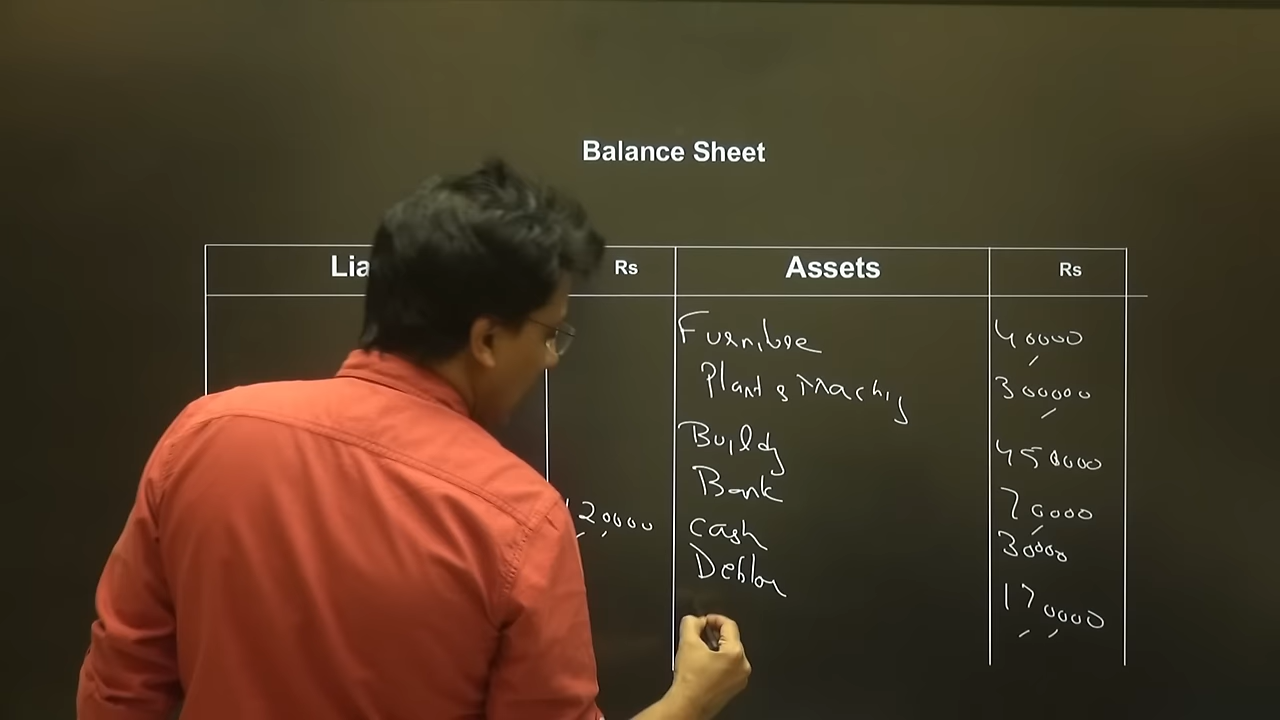 Balance Sheet
Lia Rs Assets Rs
Furniture 40000
Plant & Machiy 300000
Buildg 450000
Bank 70000
120000 cash 30000
Debtor 170000